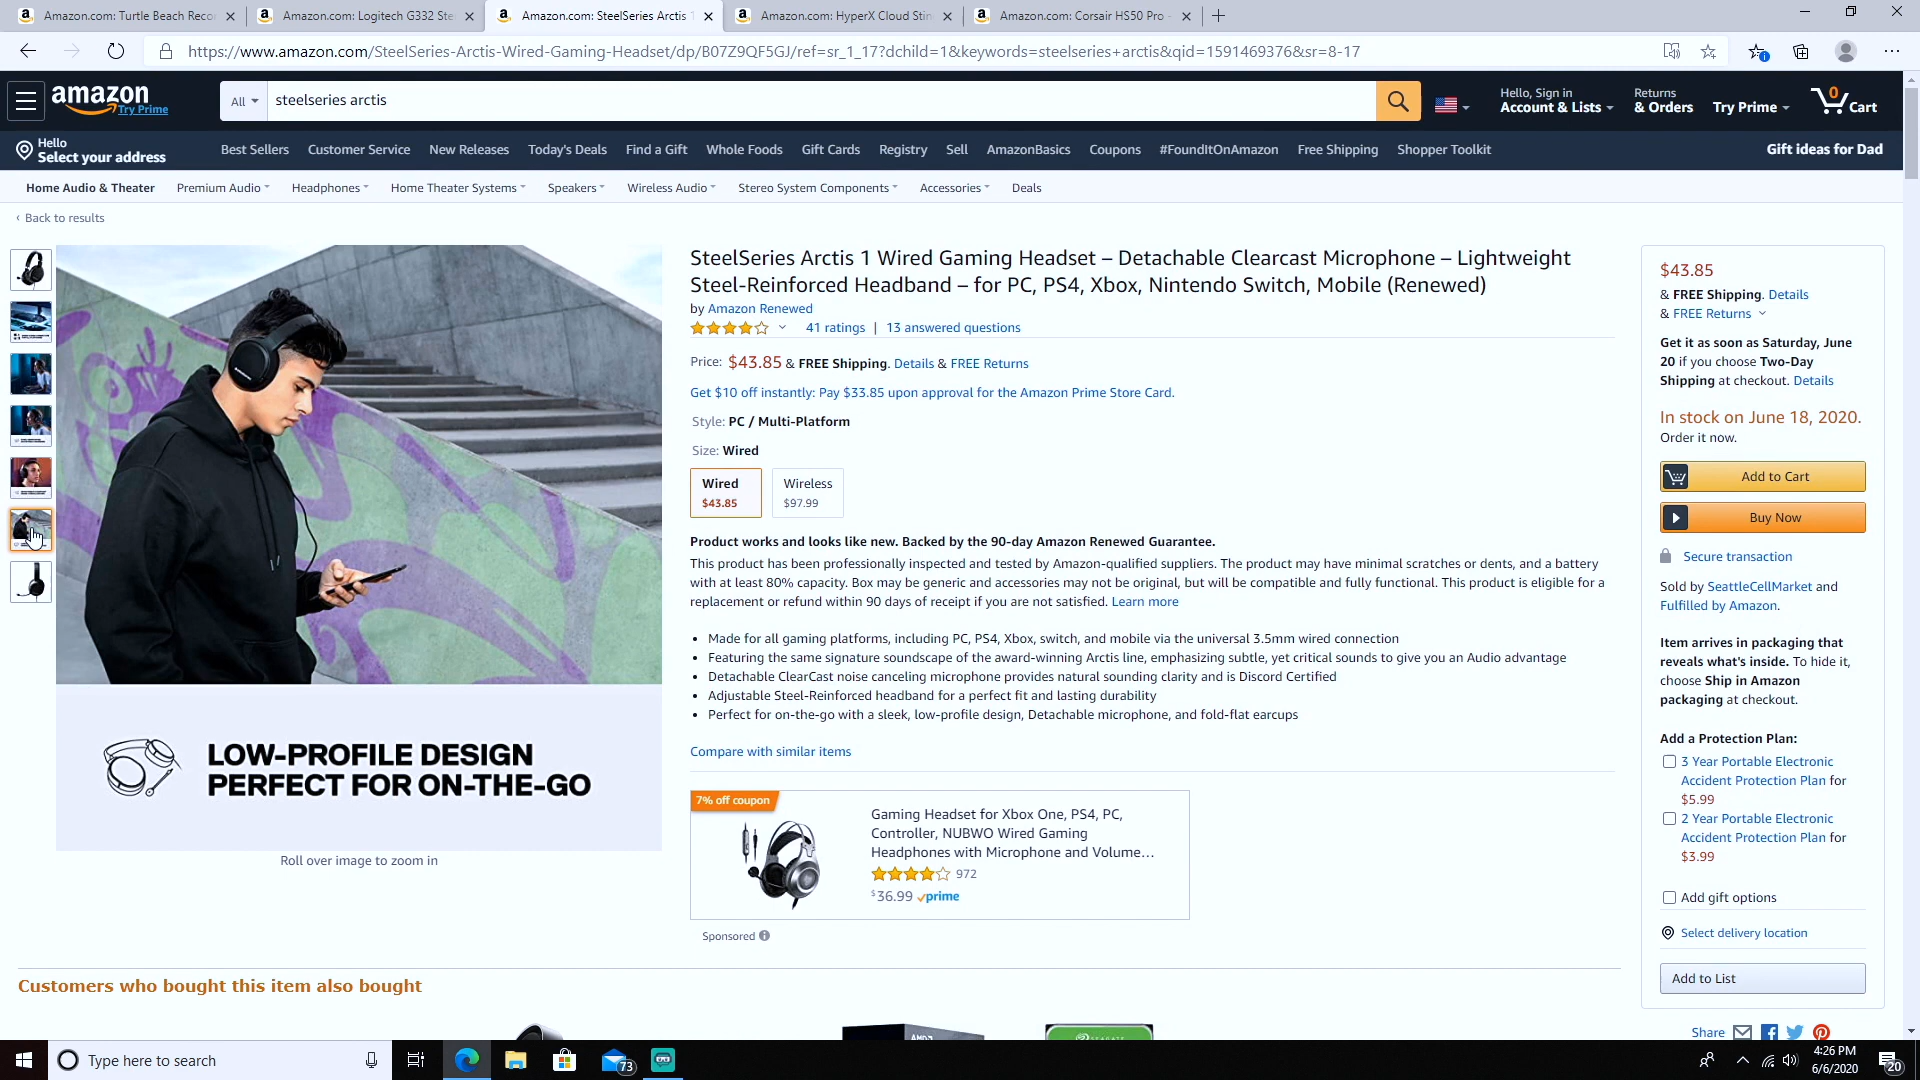 Amazon.com: Turtle Beach Reco
Amazon.com: Logitech G332 Ste
Amazon.com: SteelSeries Arctis 1
Amazon.com: HyperX Cloud Stin
Amazon.com: Corsair HS50 Pro -
https://www.amazon.com/SteelSeries-Arctis-Wired-Gaming-Headset/dp/B07Z9QF5GJ/ref=sr_1_17?dchild=1&keywords=steelseries+arctis&qid=1591469376&sr=8-17
amazon
Try Prime
All
steelseries arctis
Hello, Sign in
Account & Lists
Returns
& Orders
Try Prime
0
Cart
Hello
Select your address
Best Sellers Customer Service New Releases Today's Deals Find a Gift Whole Foods Gift Cards Registry Sell AmazonBasics Coupons #FoundItOnAmazon Free Shipping Shopper Toolkit
Gift ideas for Dad
Home Audio & Theater Premium Audio Headphones Home Theater Systems Speakers Wireless Audio Stereo System Components Accessories Deals
‹ Back to results
LOW-PROFILE DESIGN
PERFECT FOR ON-THE-GO
Roll over image to zoom in
SteelSeries Arctis 1 Wired Gaming Headset – Detachable Clearcast Microphone – Lightweight
Steel-Reinforced Headband – for PC, PS4, Xbox, Nintendo Switch, Mobile (Renewed)
by Amazon Renewed
41 ratings | 13 answered questions
Price: $43.85 & FREE Shipping. Details & FREE Returns
Get $10 off instantly: Pay $33.85 upon approval for the Amazon Prime Store Card.
Style: PC / Multi-Platform
Size: Wired
Wired
$43.85
Wireless
$97.99
Product works and looks like new. Backed by the 90-day Amazon Renewed Guarantee.
This product has been professionally inspected and tested by Amazon-qualified suppliers. The product may have minimal scratches or dents, and a battery
with at least 80% capacity. Box may be generic and accessories may not be original, but will be compatible and fully functional. This product is eligible for a
replacement or refund within 90 days of receipt if you are not satisfied. Learn more
• Made for all gaming platforms, including PC, PS4, Xbox, switch, and mobile via the universal 3.5mm wired connection
• Featuring the same signature soundscape of the award-winning Arctis line, emphasizing subtle, yet critical sounds to give you an Audio advantage
• Detachable ClearCast noise canceling microphone provides natural sounding clarity and is Discord Certified
• Adjustable Steel-Reinforced headband for a perfect fit and lasting durability
• Perfect for on-the-go with a sleek, low-profile design, Detachable microphone, and fold-flat earcups
Compare with similar items
7% off coupon
Gaming Headset for Xbox One, PS4, PC,
Controller, NUBWO Wired Gaming
Headphones with Microphone and Volume…
972
$36.99 prime
Sponsored
$43.85
& FREE Shipping. Details
& FREE Returns
Get it as soon as Saturday, June
20 if you choose Two-Day
Shipping at checkout. Details
In stock on June 18, 2020.
Order it now.
Add to Cart
Buy Now
Secure transaction
Sold by SeattleCellMarket and
Fulfilled by Amazon.
Item arrives in packaging that
reveals what's inside. To hide it,
choose Ship in Amazon
packaging at checkout.
Add a Protection Plan:
3 Year Portable Electronic
Accident Protection Plan for
$5.99
2 Year Portable Electronic
Accident Protection Plan for
$3.99
Add gift options
Select delivery location
Add to List
Share
Customers who bought this item also bought
Type here to search
73
4:26 PM
6/6/2020
20